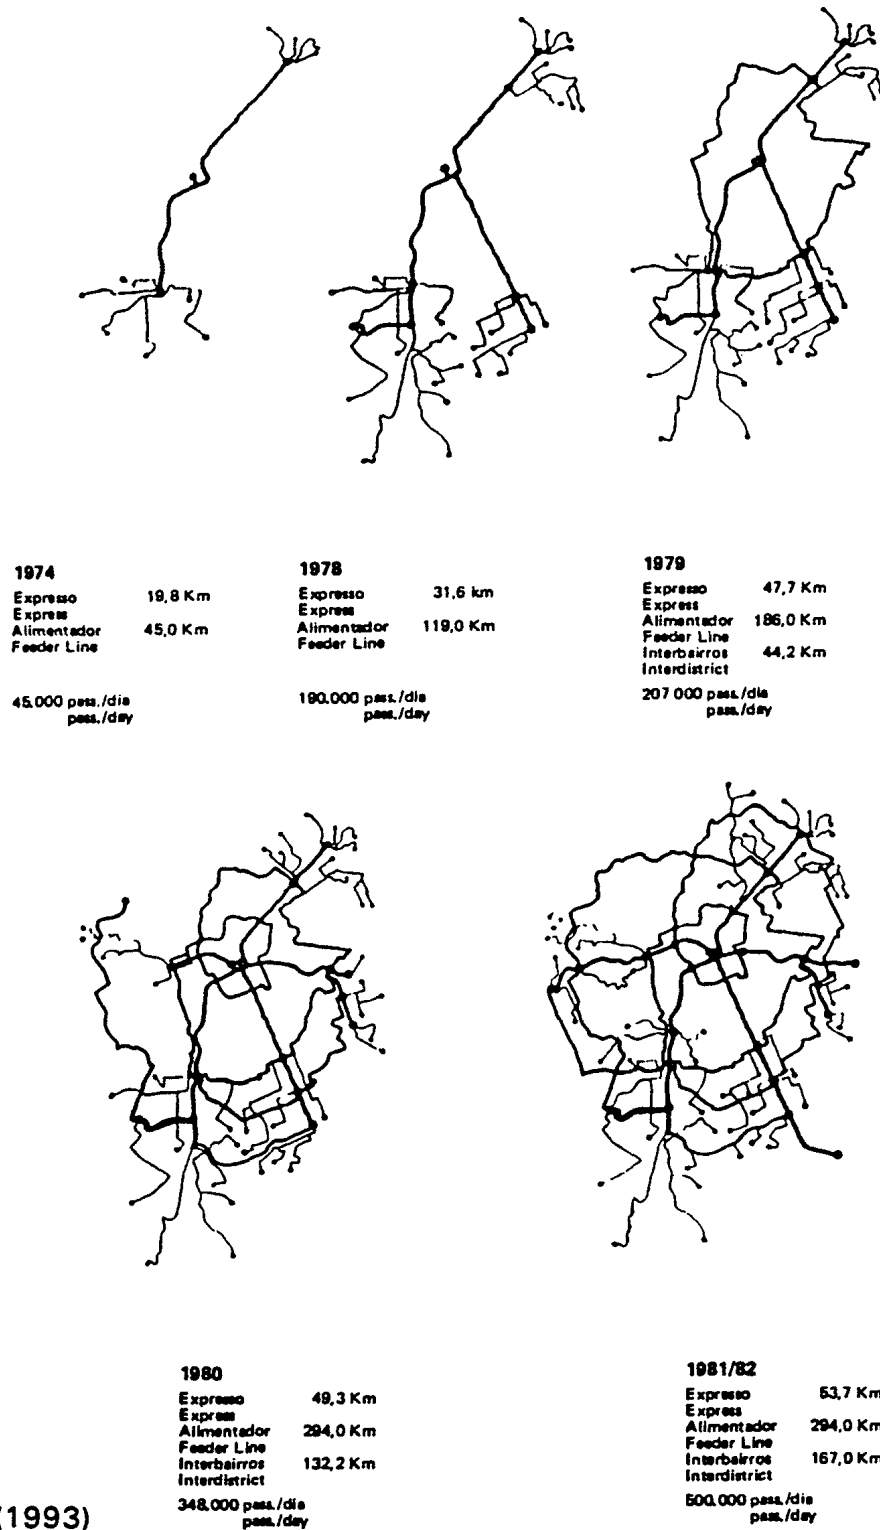 1974
Expresso 19,8 Km
Express
Alimentador 45,0 Km
Feeder Line
45.000 pass./dia
pass./day
1978
Expresso 31,6 km
Express
Alimentador 119,0 Km
Feeder Line
190.000 pass./dia
pass./day
1979
Expresso 47,7 Km
Express
Alimentador 186,0 Km
Feeder Line
Interbairros 44,2 Km
Interdistrict
207 000 pass./dia
pass./day
1980
Expresso 49,3 Km
Express
Alimentador 294,0 Km
Feeder Line
Interbairros 132,2 Km
Interdistrict
348.000 pass./dia
pass./day
1981/82
Expresso 53,7 Km
Express
Alimentador 294,0 Km
Feeder Line
Interbairros 167,0 Km
Interdistrict
500.000 pass./dia
pass./day
(1993)